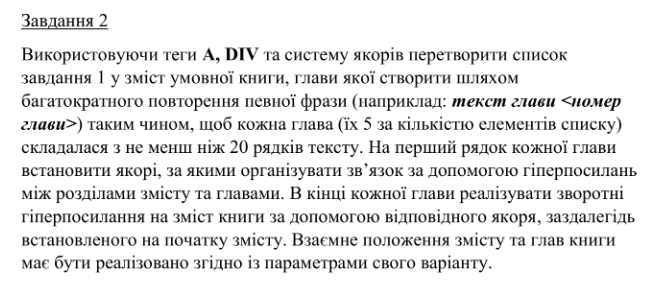 Завдання 2
Використовуючи теги A, DIV та систему якорів перетворити список
завдання 1 у зміст умовної книги, глави якої створити шляхом
багатократного повторення певної фрази (наприклад: текст глави <номер
глави>) таким чином, щоб кожна глава (їх 5 за кількістю елементів списку)
складалася з не менш ніж 20 рядків тексту. На перший рядок кожної глави
встановити якорі, за якими організувати зв’язок за допомогою гіперпосилань
між розділами змісту та главами. В кінці кожної глави реалізувати зворотні
гіперпосилання на зміст книги за допомогою відповідного якоря, заздалегідь
встановленого на початку змісту. Взаємне положення змісту та глав книги
має бути реалізовано згідно із параметрами свого варіанту.